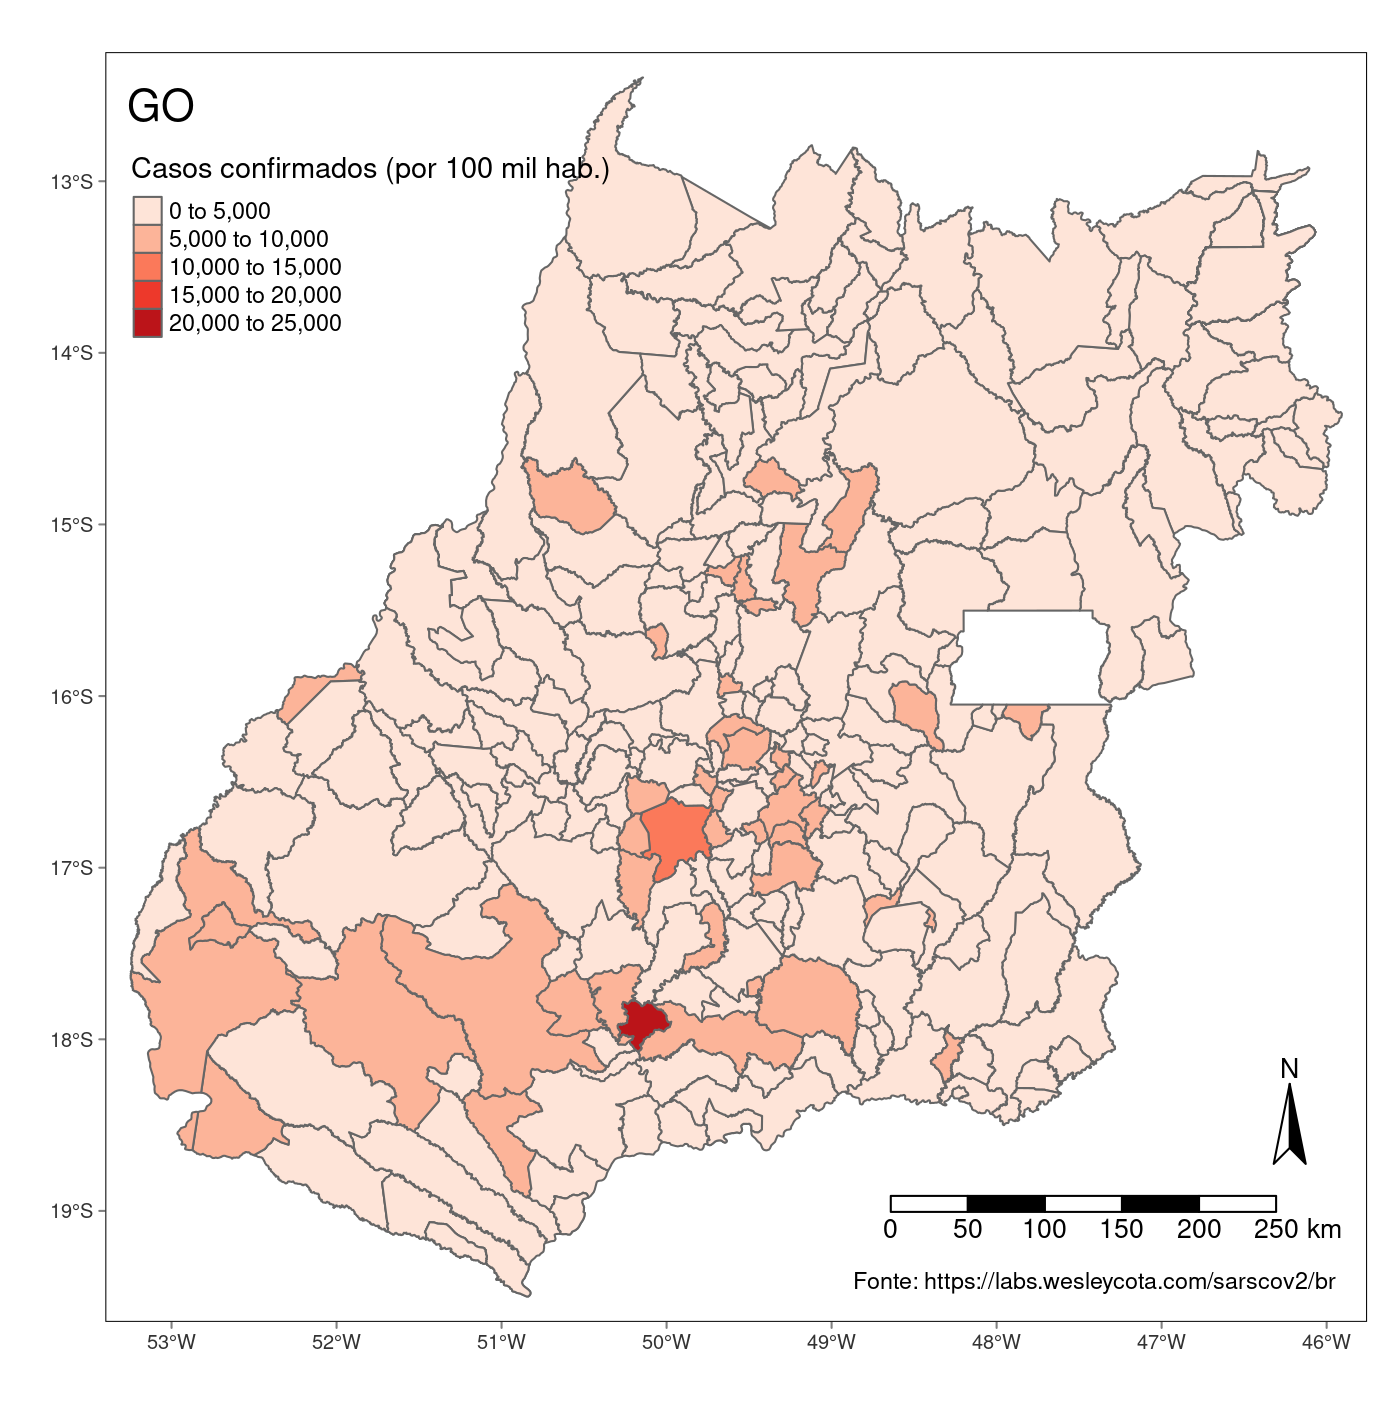 GO
Casos confirmados (por 100 mil hab.)
0 to 5,000
5,000 to 10,000
10,000 to 15,000
15,000 to 20,000
20,000 to 25,000
13°S
14°S
15°S
16°S
17°S
18°S
19°S
N
0 50 100 150 200 250 km
Fonte: https://labs.wesleycota.com/sarscov2/br
53°W 52°W 51°W 50°W 49°W 48°W 47°W 46°W